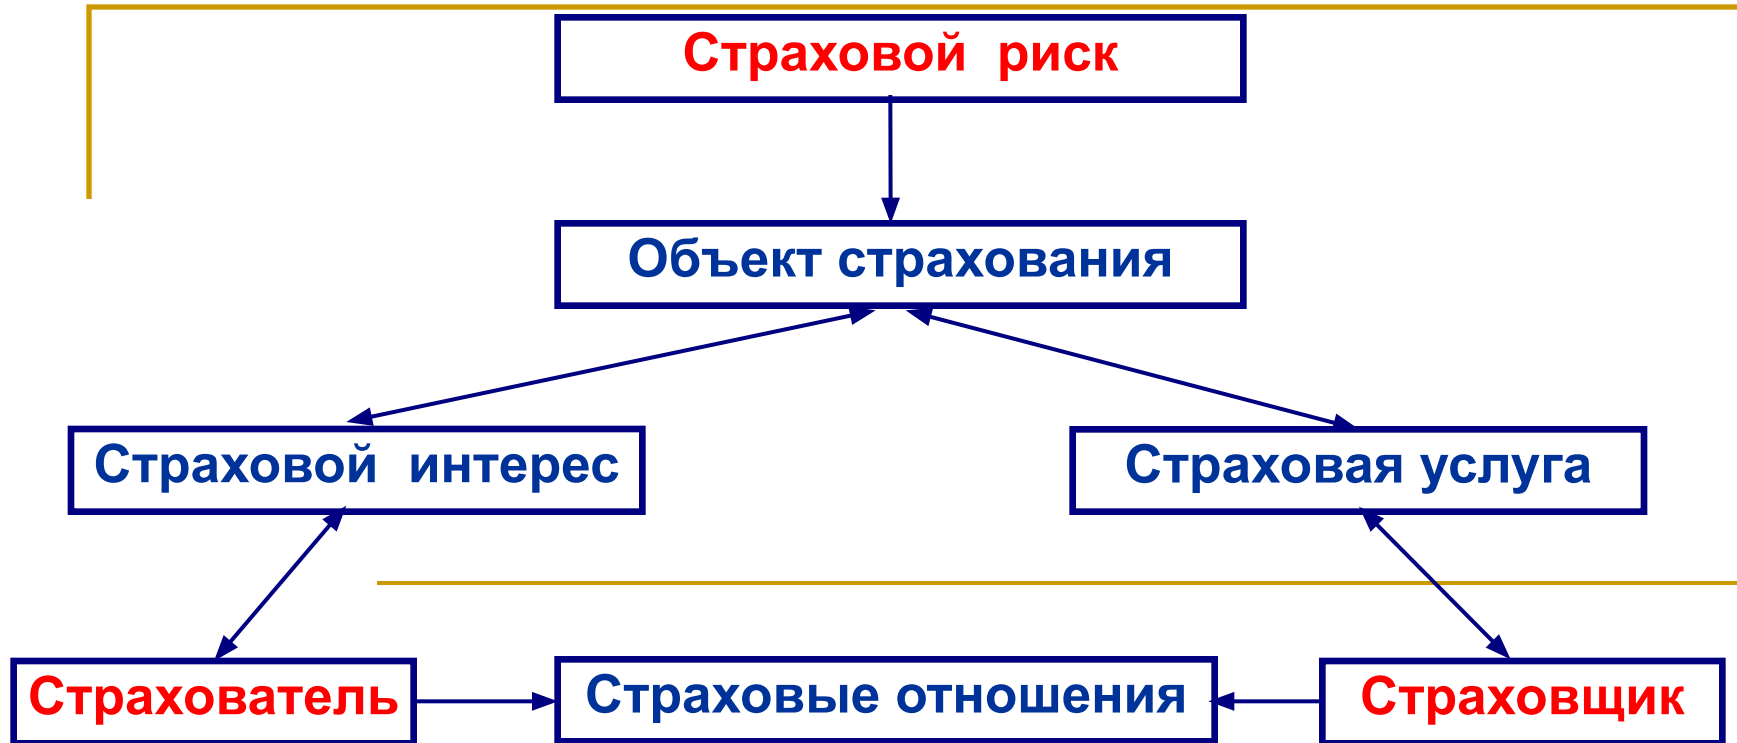 Страховой риск
Объект страхования
Страховой интерес
Страховая услуга
Страхователь
Страховые отношения
Страховщик